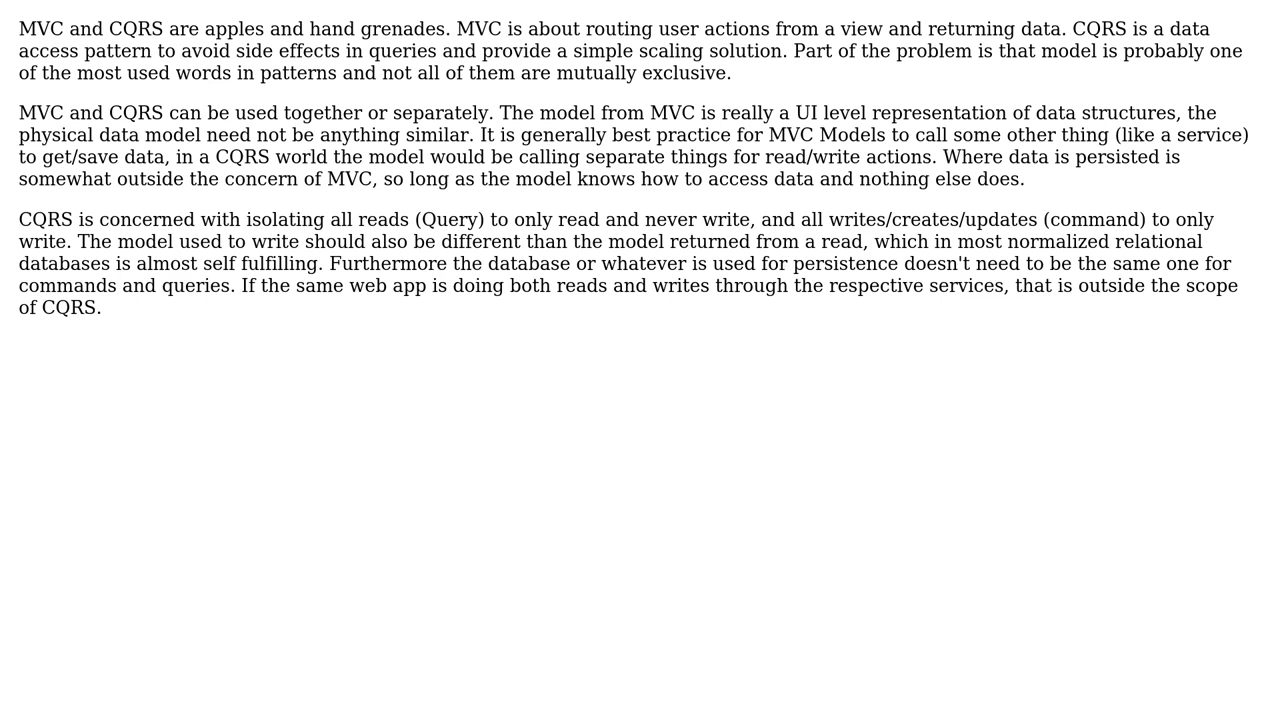 MVC and CQRS are apples and hand grenades. MVC is about routing user actions from a view and returning data. CQRS is a data
access pattern to avoid side effects in queries and provide a simple scaling solution. Part of the problem is that model is probably one
of the most used words in patterns and not all of them are mutually exclusive.
MVC and CQRS can be used together or separately. The model from MVC is really a UI level representation of data structures, the
physical data model need not be anything similar. It is generally best practice for MVC Models to call some other thing (like a service)
to get/save data, in a CQRS world the model would be calling separate things for read/write actions. Where data is persisted is
somewhat outside the concern of MVC, so long as the model knows how to access data and nothing else does.
CQRS is concerned with isolating all reads (Query) to only read and never write, and all writes/creates/updates (command) to only
write. The model used to write should also be different than the model returned from a read, which in most normalized relational
databases is almost self fulfilling. Furthermore the database or whatever is used for persistence doesn't need to be the same one for
commands and queries. If the same web app is doing both reads and writes through the respective services, that is outside the scope
of CQRS.